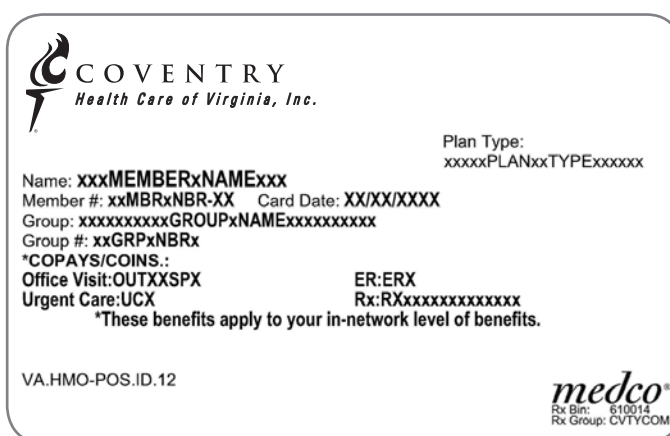 COVENTRY
Health Care of Virginia, Inc.
Plan Type:
xxxxxPLANxxTYPExxxxxx
Name: xxxMEMBERxNAMExxx
Member #: xxMBRxNBR-XX Card Date: XX/XX/XXXX
Group: xxxxxxxxxxGROUPxNAMExxxxxxxxxx
Group #: xxGRPxNBRx
*COPAYS/COINS.:
Office Visit:OUTXXSPX ER:ERX
Urgent Care:UCX Rx:RXxxxxxxxxxxxxx
*These benefits apply to your in-network level of benefits.
VA.HMO-POS.ID.12
medco®
Rx Bin: 610014
Rx Group: CVTYCOM